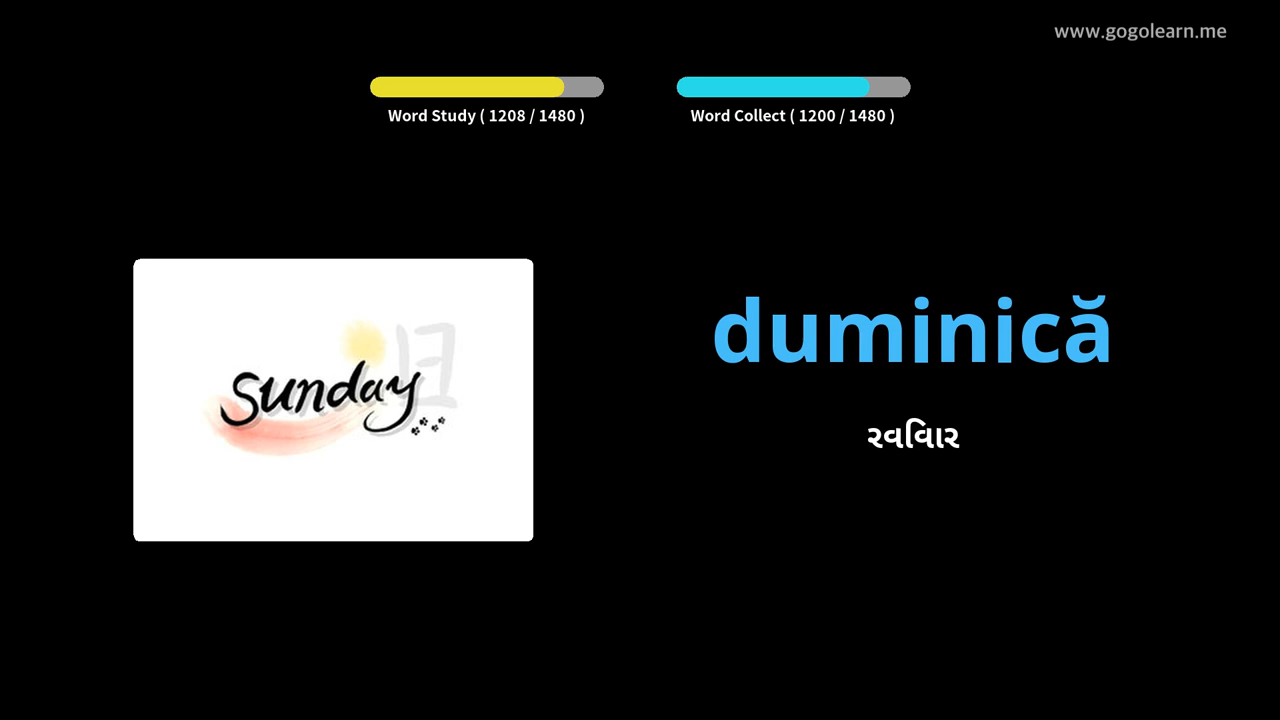 www.gogolearn.me
Word Study ( 1208 / 1480 )
Word Collect ( 1200 / 1480 )
Sunday
duminică
રવિવાર